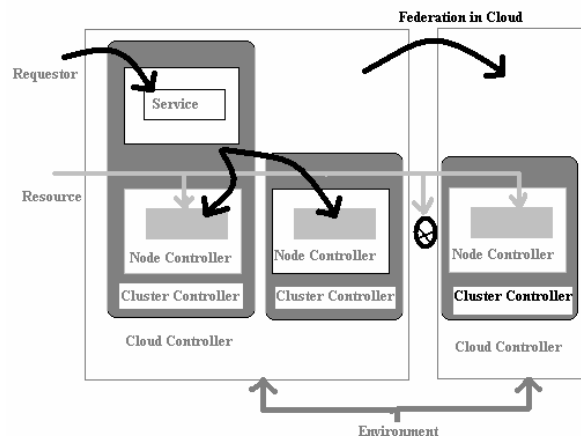 Federation in Cloud
Requestor
Service
Resource
Node Controller
Node Controller
Node Controller
Cluster Controller
Cluster Controller
Cluster Controller
Cloud Controller
Cloud Controller
Environment